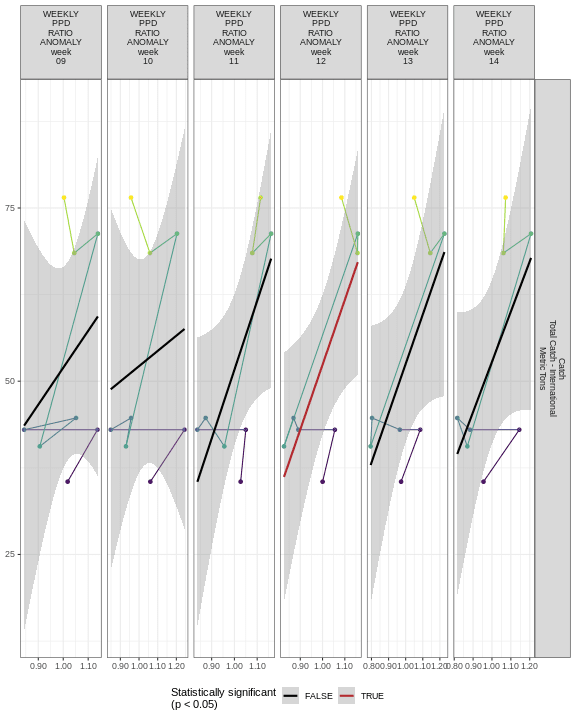 WEEKLY
PPD
RATIO
ANOMALY
week
09
WEEKLY
PPD
RATIO
ANOMALY
week
10
WEEKLY
PPD
RATIO
ANOMALY
week
11
WEEKLY
PPD
RATIO
ANOMALY
week
12
WEEKLY
PPD
RATIO
ANOMALY
week
13
WEEKLY
PPD
RATIO
ANOMALY
week
14
75
50
25
Catch
Total Catch - International
Metric Tons
0.90 1.00 1.10
0.90 1.00 1.10 1.20
0.90 1.00 1.10
0.90 1.00 1.10
0.80 0.90 1.00 1.10 1.20
0.80 0.90 1.00 1.10 1.20
Statistically significant
(p < 0.05)
FALSE
TRUE